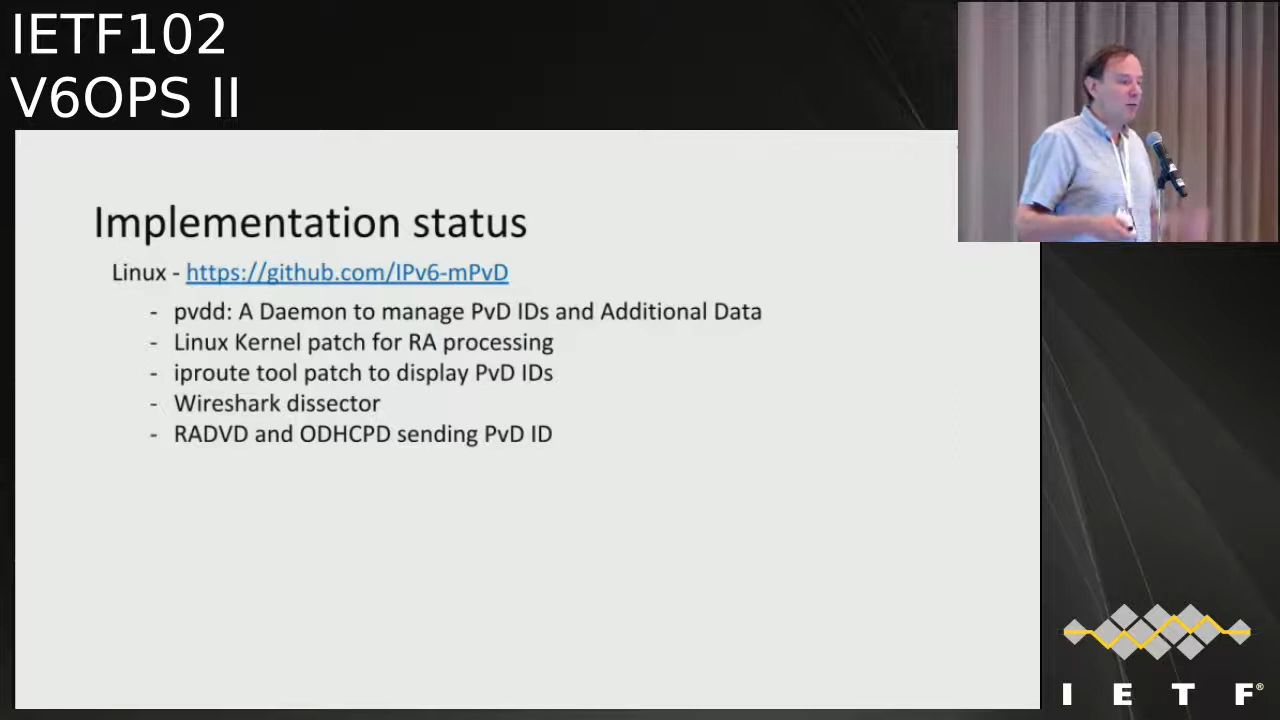 IETF102
V6OPS II
Implementation status
Linux - https://github.com/IPv6-mPvD
- pvdd: A Daemon to manage PvD IDs and Additional Data
- Linux Kernel patch for RA processing
- iproute tool patch to display PvD IDs
- Wireshark dissector
- RADVD and ODHCPD sending PvD ID
I E T F®